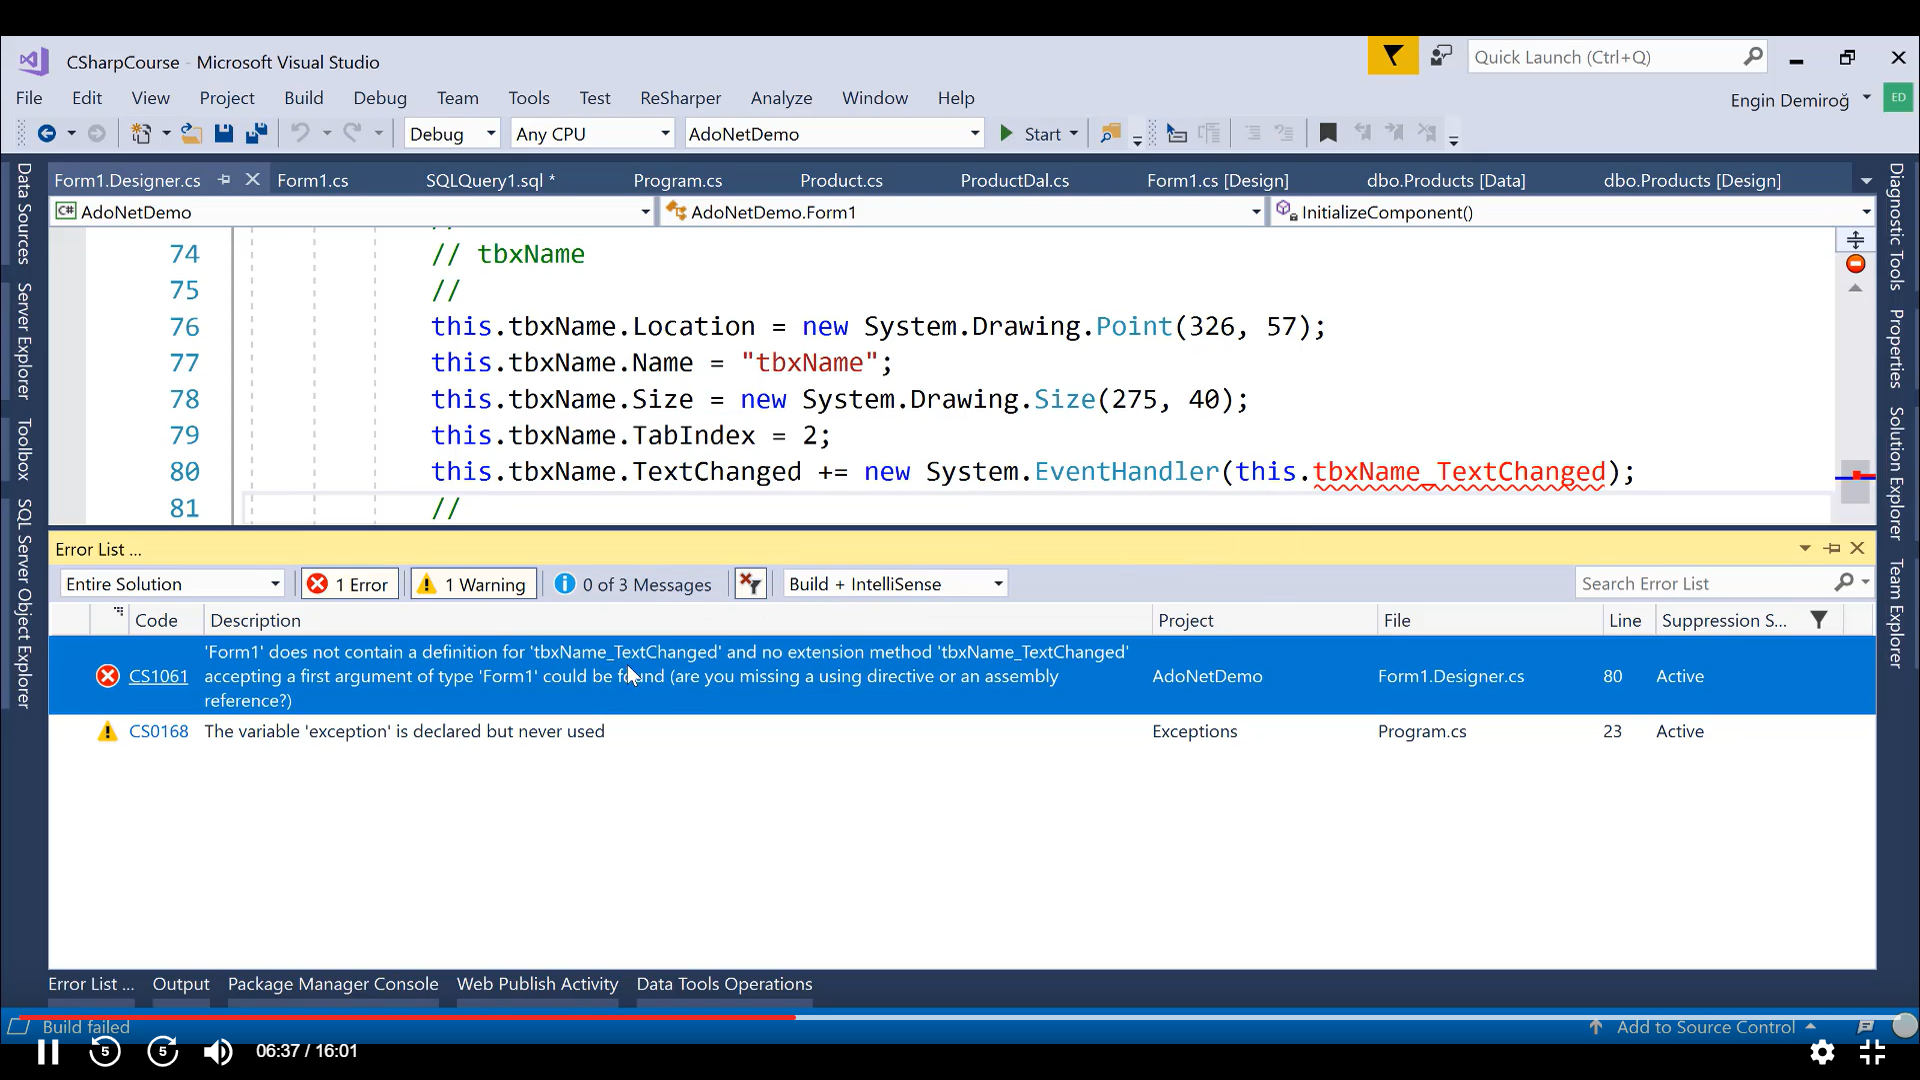 CSharpCourse - Microsoft Visual Studio
Quick Launch (Ctrl+Q)
File Edit View Project Build Debug Team Tools Test ReSharper Analyze Window Help
Engin Demiroğ ED
Debug Any CPU AdoNetDemo Start
Form1.Designer.cs Form1.cs SQLQuery1.sql * Program.cs Product.cs ProductDal.cs Form1.cs [Design] dbo.Products [Data] dbo.Products [Design]
AdoNetDemo AdoNetDemo.Form1 InitializeComponent()
Data Sources
Server Explorer
Toolbox
SQL Server Object Explorer
74 // tbxName
75 //
76 this.tbxName.Location = new System.Drawing.Point(326, 57);
77 this.tbxName.Name = "tbxName";
78 this.tbxName.Size = new System.Drawing.Size(275, 40);
79 this.tbxName.TabIndex = 2;
80 this.tbxName.TextChanged += new System.EventHandler(this.tbxName_TextChanged);
81 //
Diagnostic Tools
Properties
Solution Explorer
Team Explorer
Error List ...
Entire Solution 1 Error 1 Warning 0 of 3 Messages Build + IntelliSense Search Error List
Code Description Project File Line Suppression S...
'Form1' does not contain a definition for 'tbxName_TextChanged' and no extension method 'tbxName_TextChanged'
CS1061 accepting a first argument of type 'Form1' could be found (are you missing a using directive or an assembly AdoNetDemo Form1.Designer.cs 80 Active
reference?)
CS0168 The variable 'exception' is declared but never used Exceptions Program.cs 23 Active
Error List ... Output Package Manager Console Web Publish Activity Data Tools Operations
Build failed Add to Source Control
5 5 06:37 / 16:01